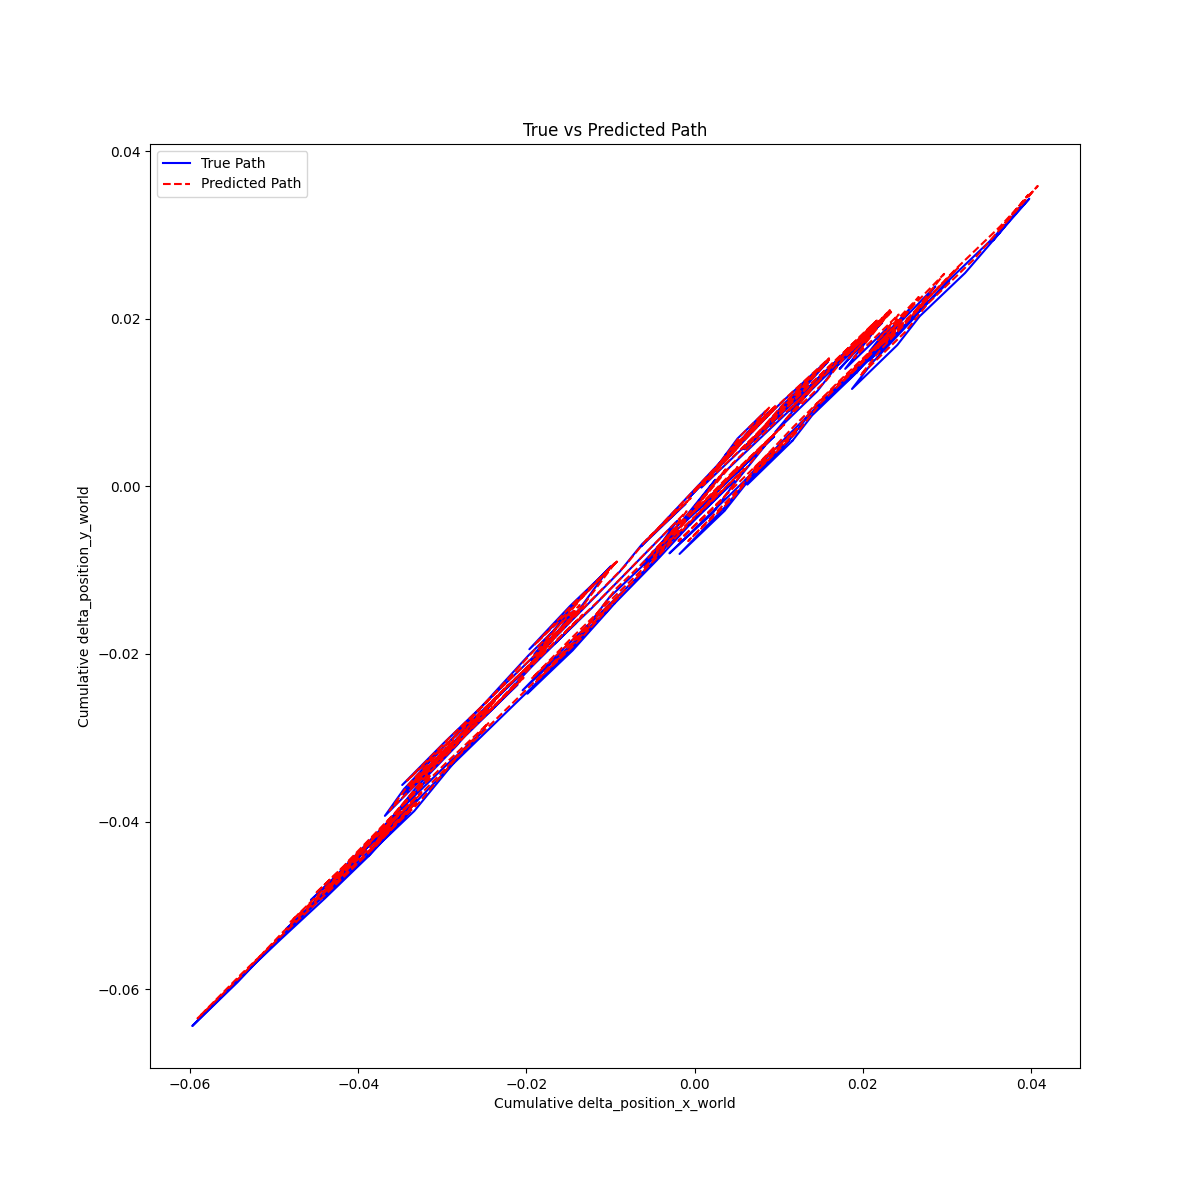 True vs Predicted Path
True Path
Predicted Path
0.04
0.02
0.00
−0.02
−0.04
−0.06
Cumulative delta_position_y_world
−0.06
−0.04
−0.02
0.00
0.02
0.04
Cumulative delta_position_x_world